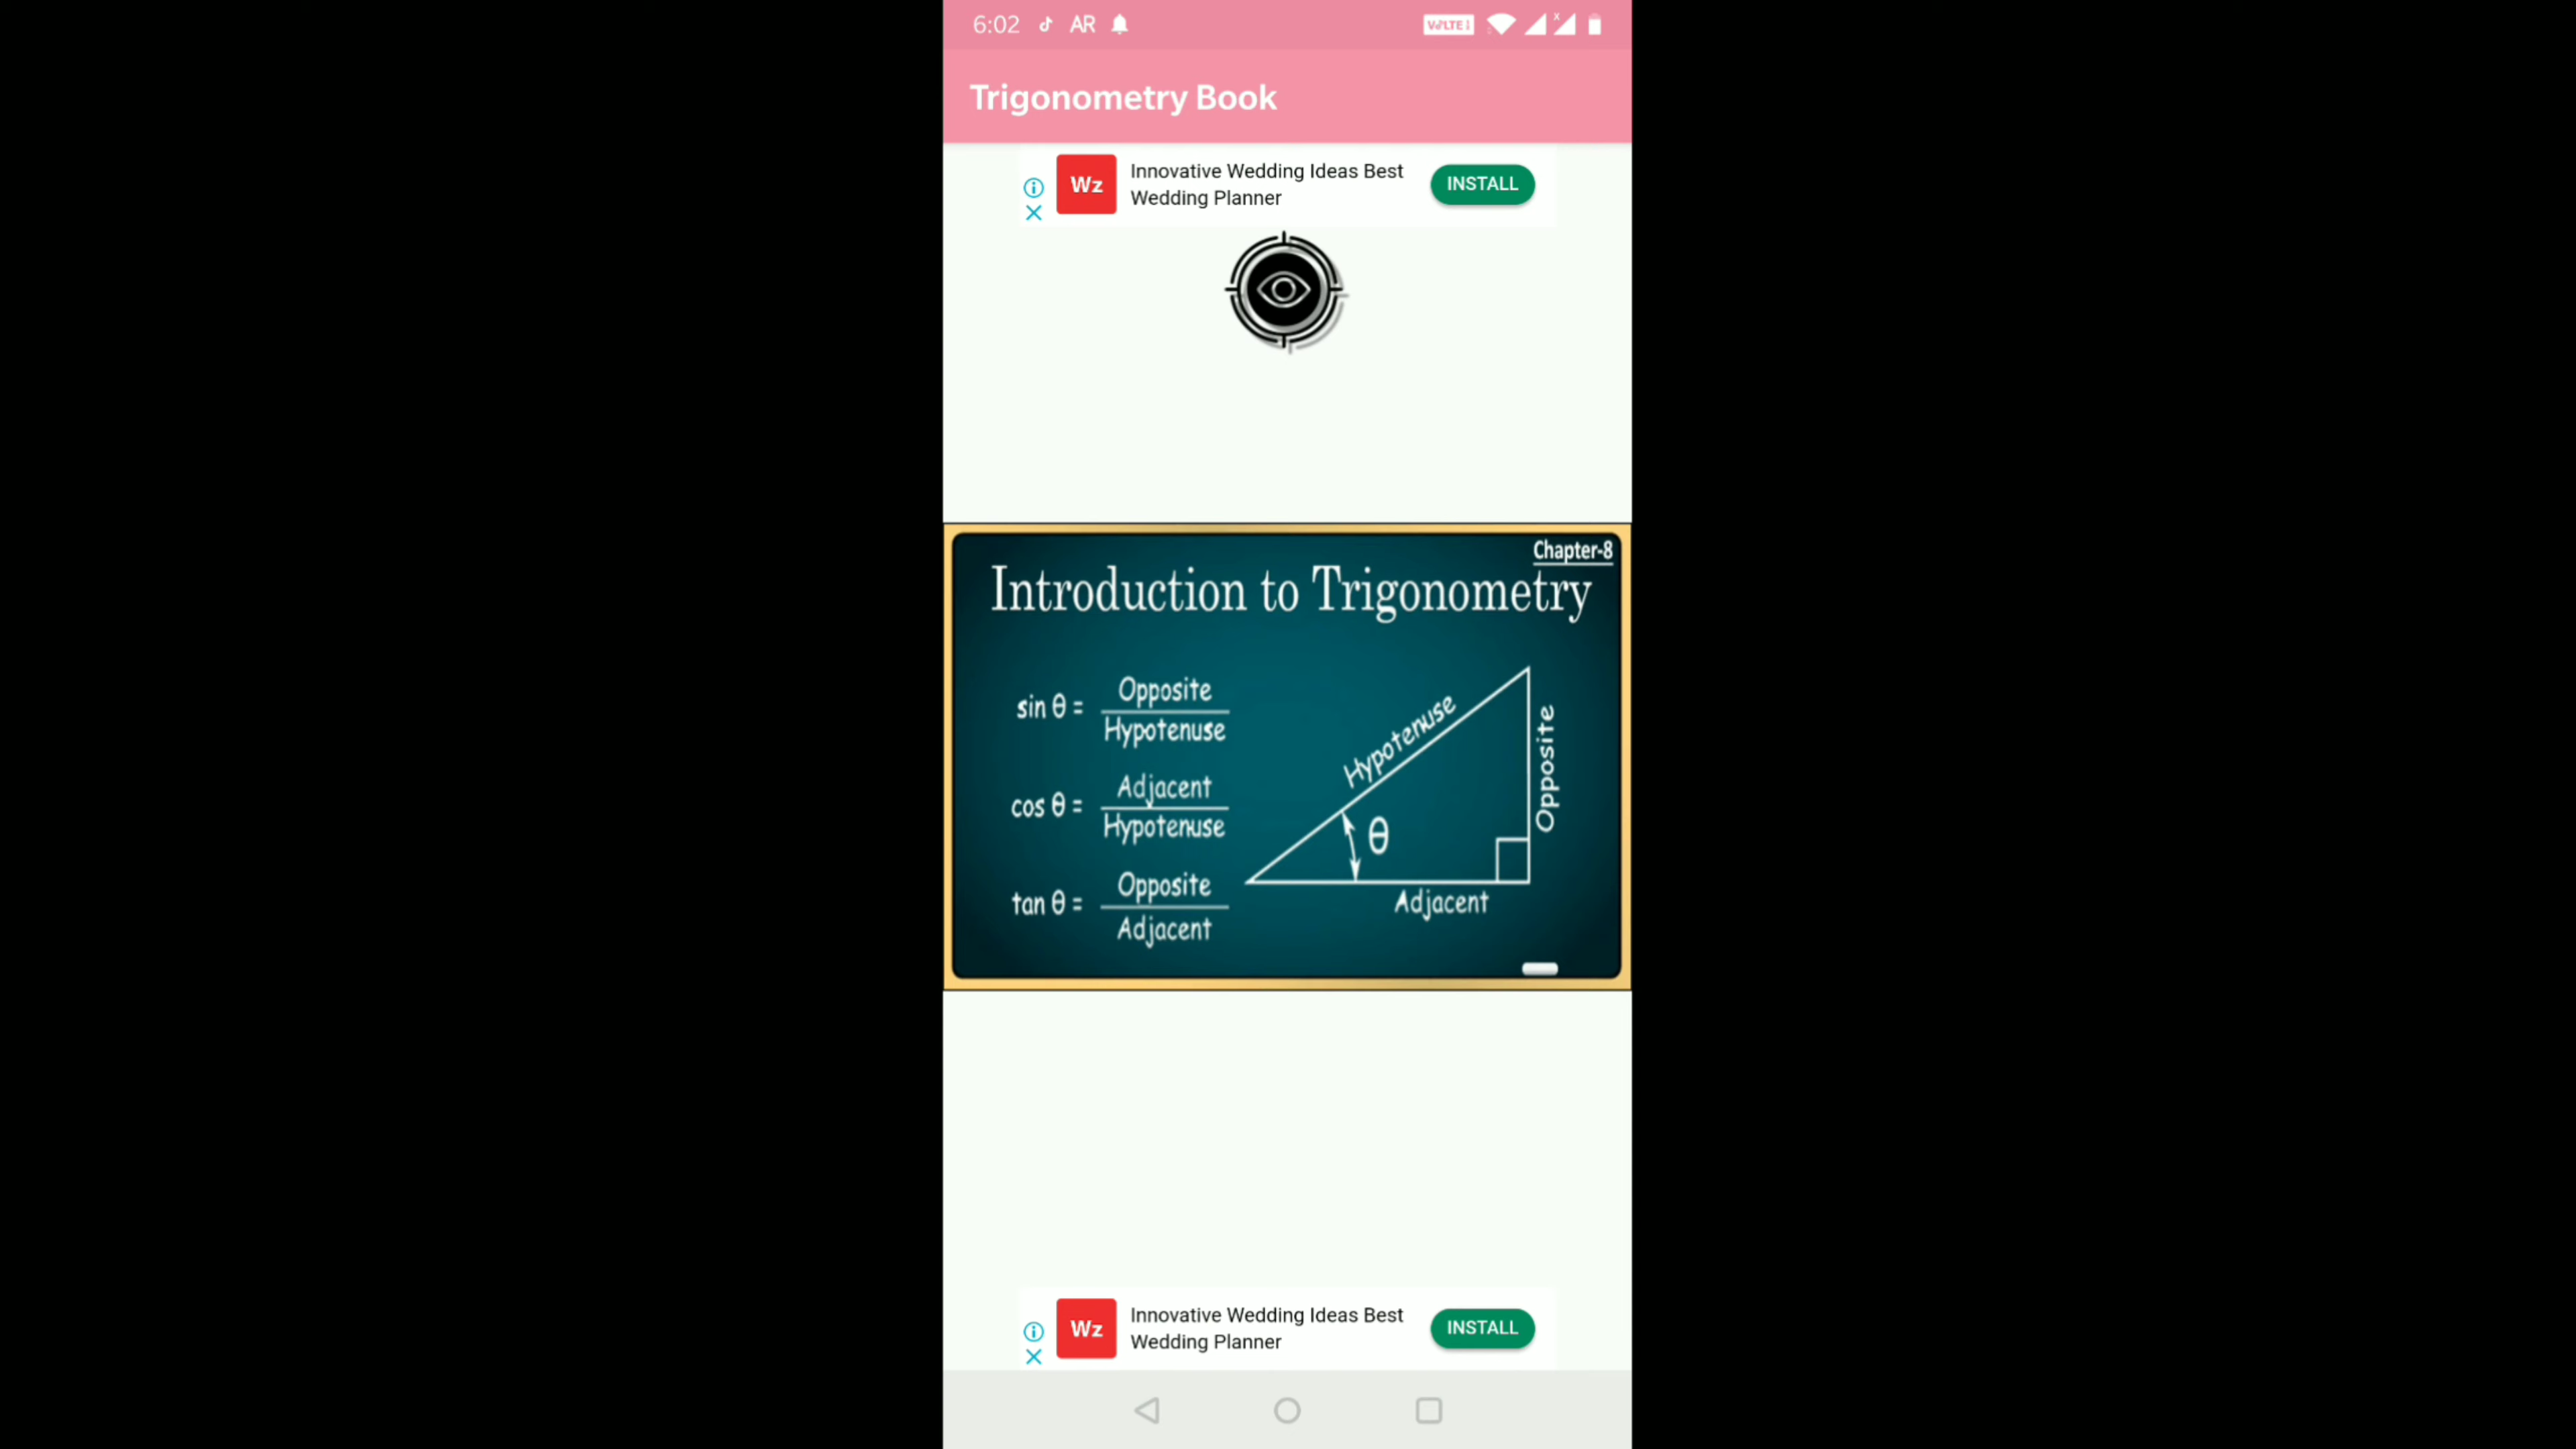 6:02 AR VoLTE
Trigonometry Book
Wz Innovative Wedding Ideas Best
Wedding Planner
INSTALL
Chapter-8
Introduction to Trigonometry
sin θ = Opposite
Hypotenuse
cos θ = Adjacent
Hypotenuse
tan θ = Opposite
Adjacent
Hypotenuse
θ
Opposite
Adjacent
Wz Innovative Wedding Ideas Best
Wedding Planner
INSTALL